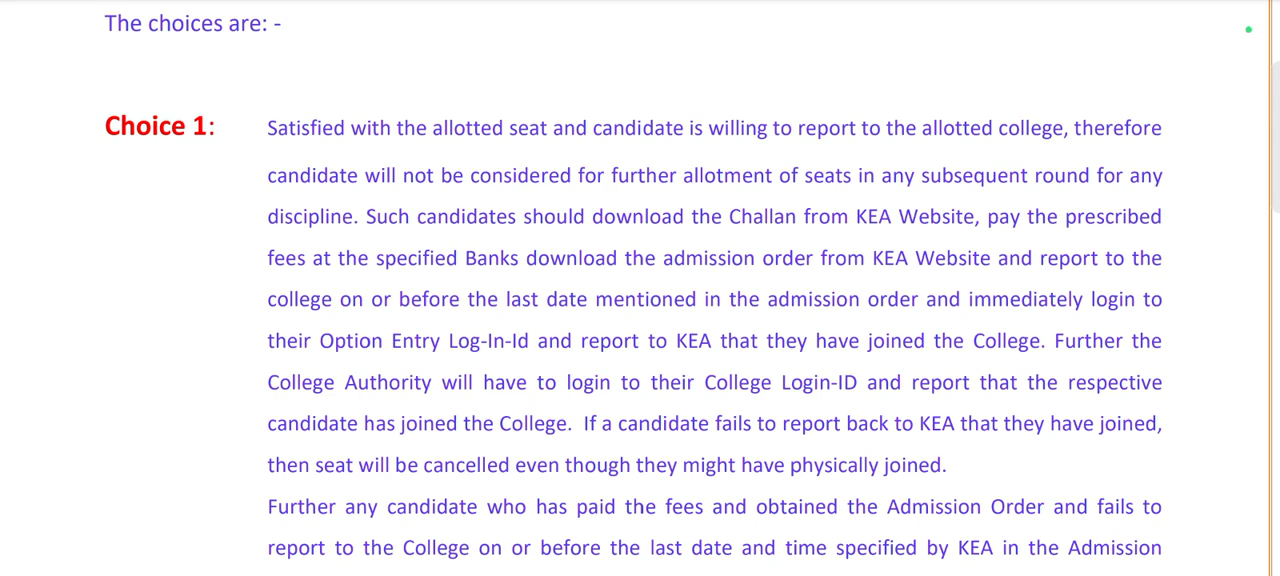 The choices are: -
Choice 1: Satisfied with the allotted seat and candidate is willing to report to the allotted college, therefore
candidate will not be considered for further allotment of seats in any subsequent round for any
discipline. Such candidates should download the Challan from KEA Website, pay the prescribed
fees at the specified Banks download the admission order from KEA Website and report to the
college on or before the last date mentioned in the admission order and immediately login to
their Option Entry Log-In-Id and report to KEA that they have joined the College. Further the
College Authority will have to login to their College Login-ID and report that the respective
candidate has joined the College.  If a candidate fails to report back to KEA that they have joined,
then seat will be cancelled even though they might have physically joined.
Further any candidate who has paid the fees and obtained the Admission Order and fails to
report to the College on or before the last date and time specified by KEA in the Admission